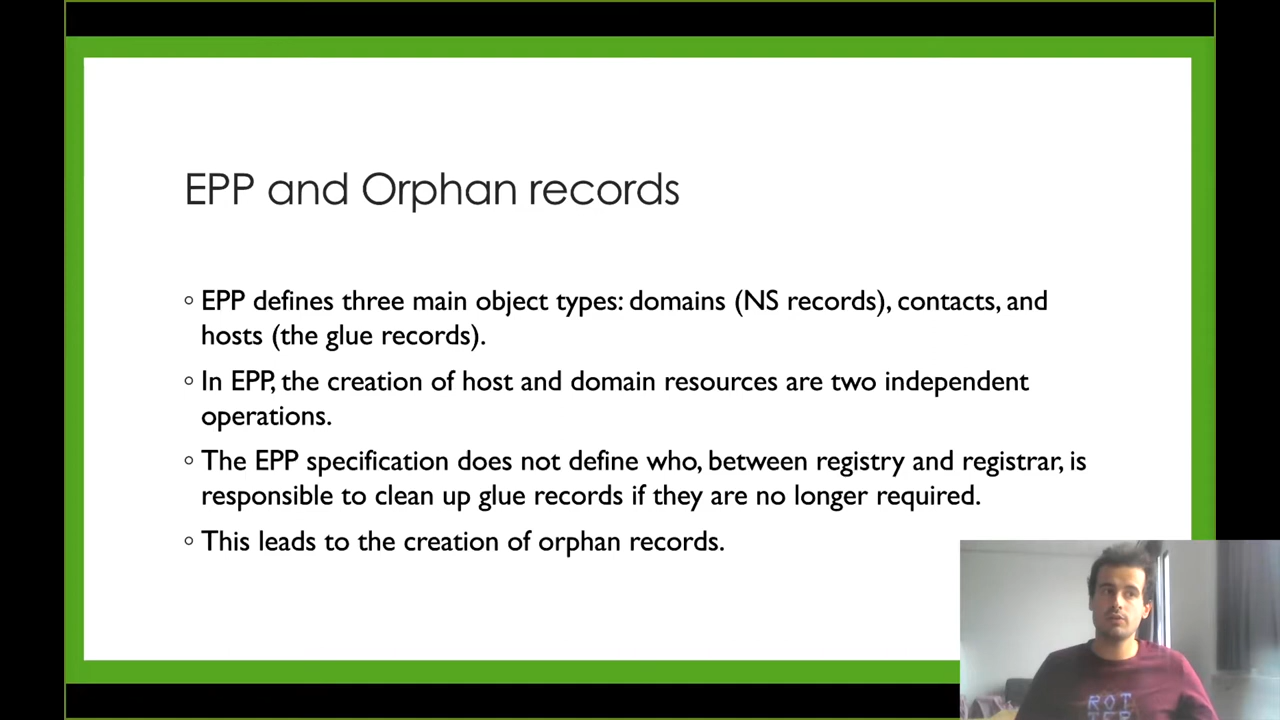 EPP and Orphan records
◦ EPP defines three main object types: domains (NS records), contacts, and
hosts (the glue records).
◦ In EPP, the creation of host and domain resources are two independent
operations.
◦ The EPP specification does not define who, between registry and registrar, is
responsible to clean up glue records if they are no longer required.
◦ This leads to the creation of orphan records.
ROT